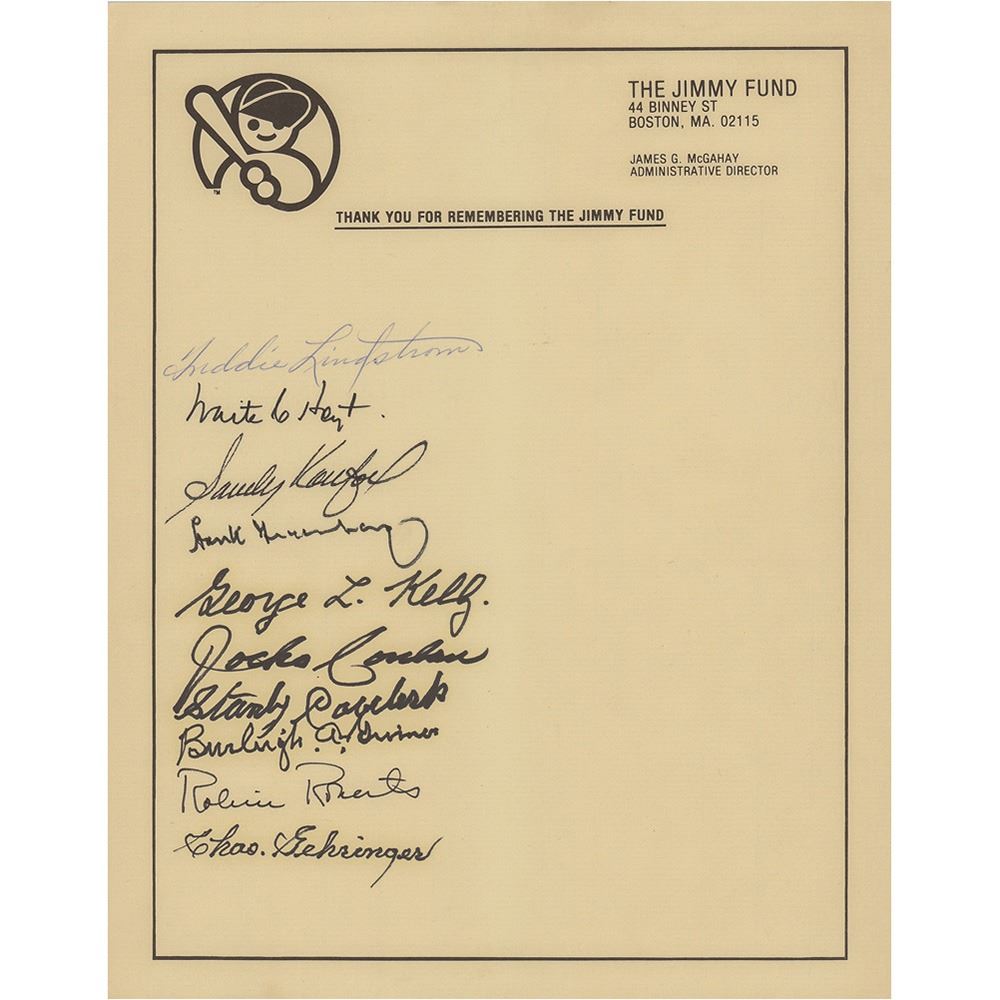 THE JIMMY FUND
44 BINNEY ST
BOSTON, MA. 02115
JAMES G. McGAHAY
ADMINISTRATIVE DIRECTOR
TM
THANK YOU FOR REMEMBERING THE JIMMY FUND
Freddie Lindstrom
Waite C Hoyt.
Sandy Koufax
Hank Greenberg
George L. Kelly.
Jocko Conlan
Stanley Coveleski
Burleigh A. Grimes
Robin Roberts
Chas. Gehringer